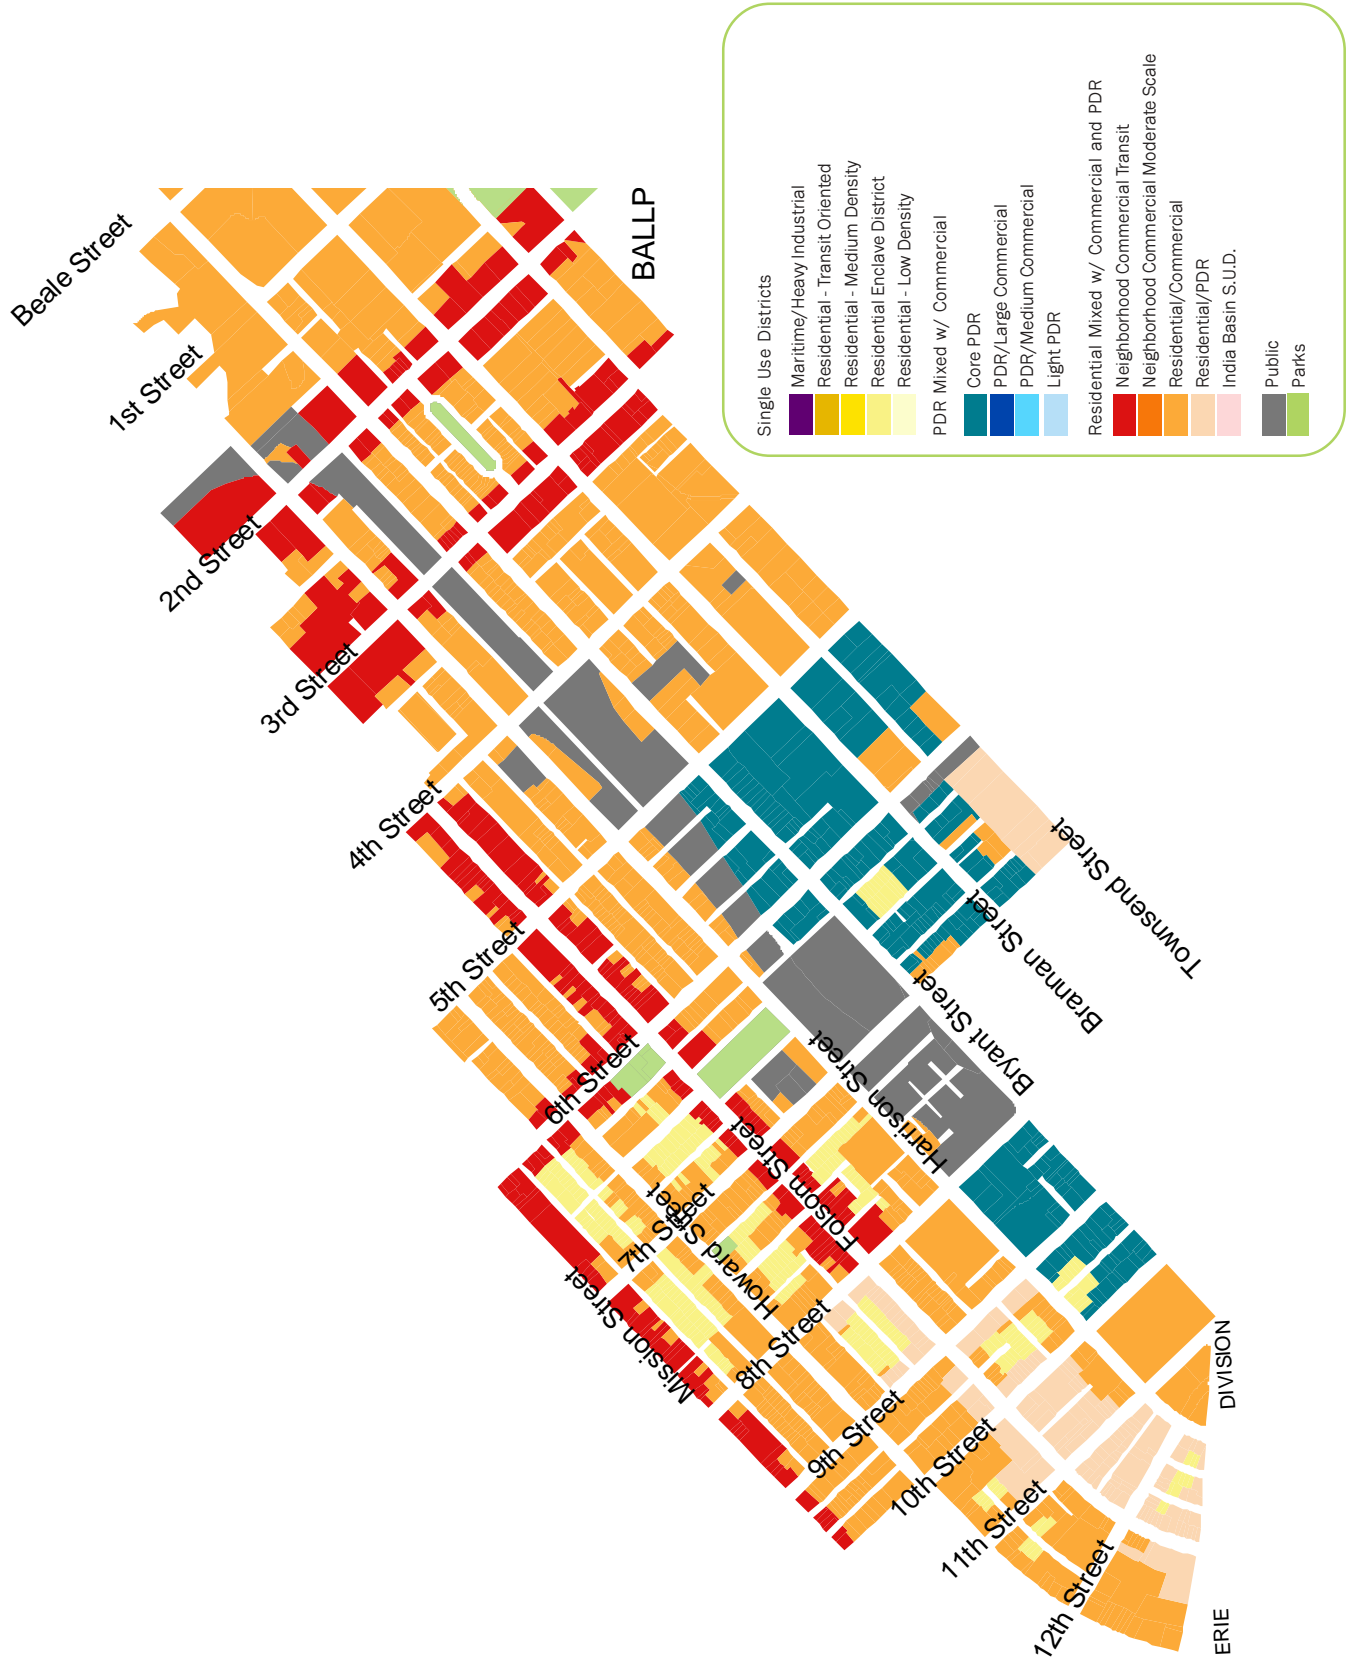 Beale Street
1st Street
2nd Street
3rd Street
4th Street
5th Street
6th Street
7th Street
8th Street
9th Street
10th Street
11th Street
12th Street
Mission Street
Howard Street
Folsom Street
Harrison Street
Bryant Street
Brannan Street
Townsend Street
BALLP
DIVISION
ERIE
Single Use Districts
Maritime/Heavy Industrial
Residential - Transit Oriented
Residential - Medium Density
Residential Enclave District
Residential - Low Density
PDR Mixed w/ Commercial
Core PDR
PDR/Large Commercial
PDR/Medium Commercial
Light PDR
Residential Mixed w/ Commercial and PDR
Neighborhood Commercial Transit
Neighborhood Commercial Moderate Scale
Residential/Commercial
Residential/PDR
India Basin S.U.D.
Public
Parks